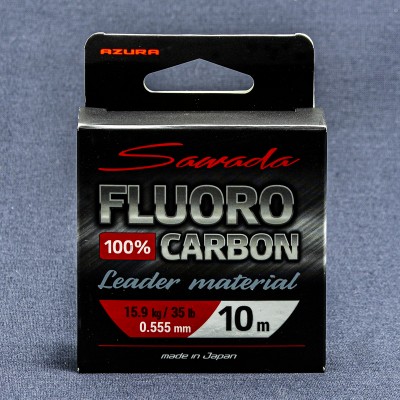 AZURA
Sawada
FLUORO
100% CARBON
Leader material
15.9 kg / 35 lb
0.555 mm
10 m
made in Japan